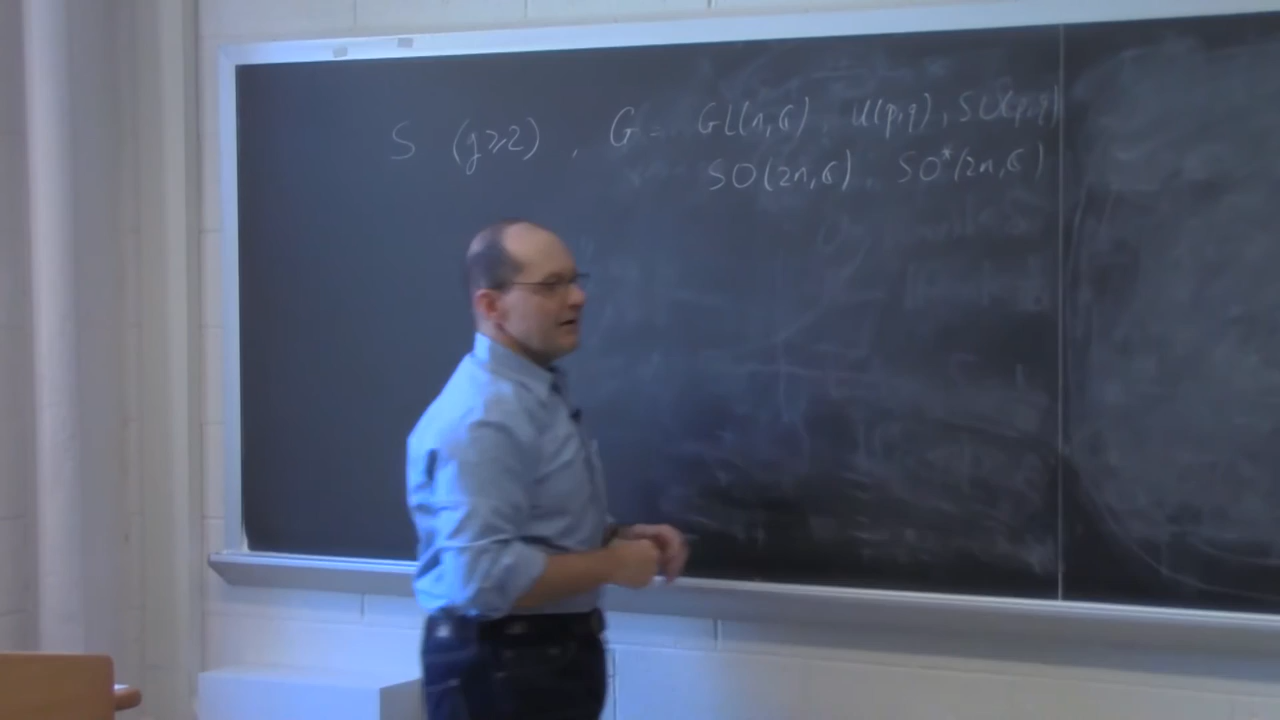 S (g≥2), G = GL(n,ℂ), U(p,q), SU(p,q)
SO(2n,ℂ), SO*(2n,ℂ)